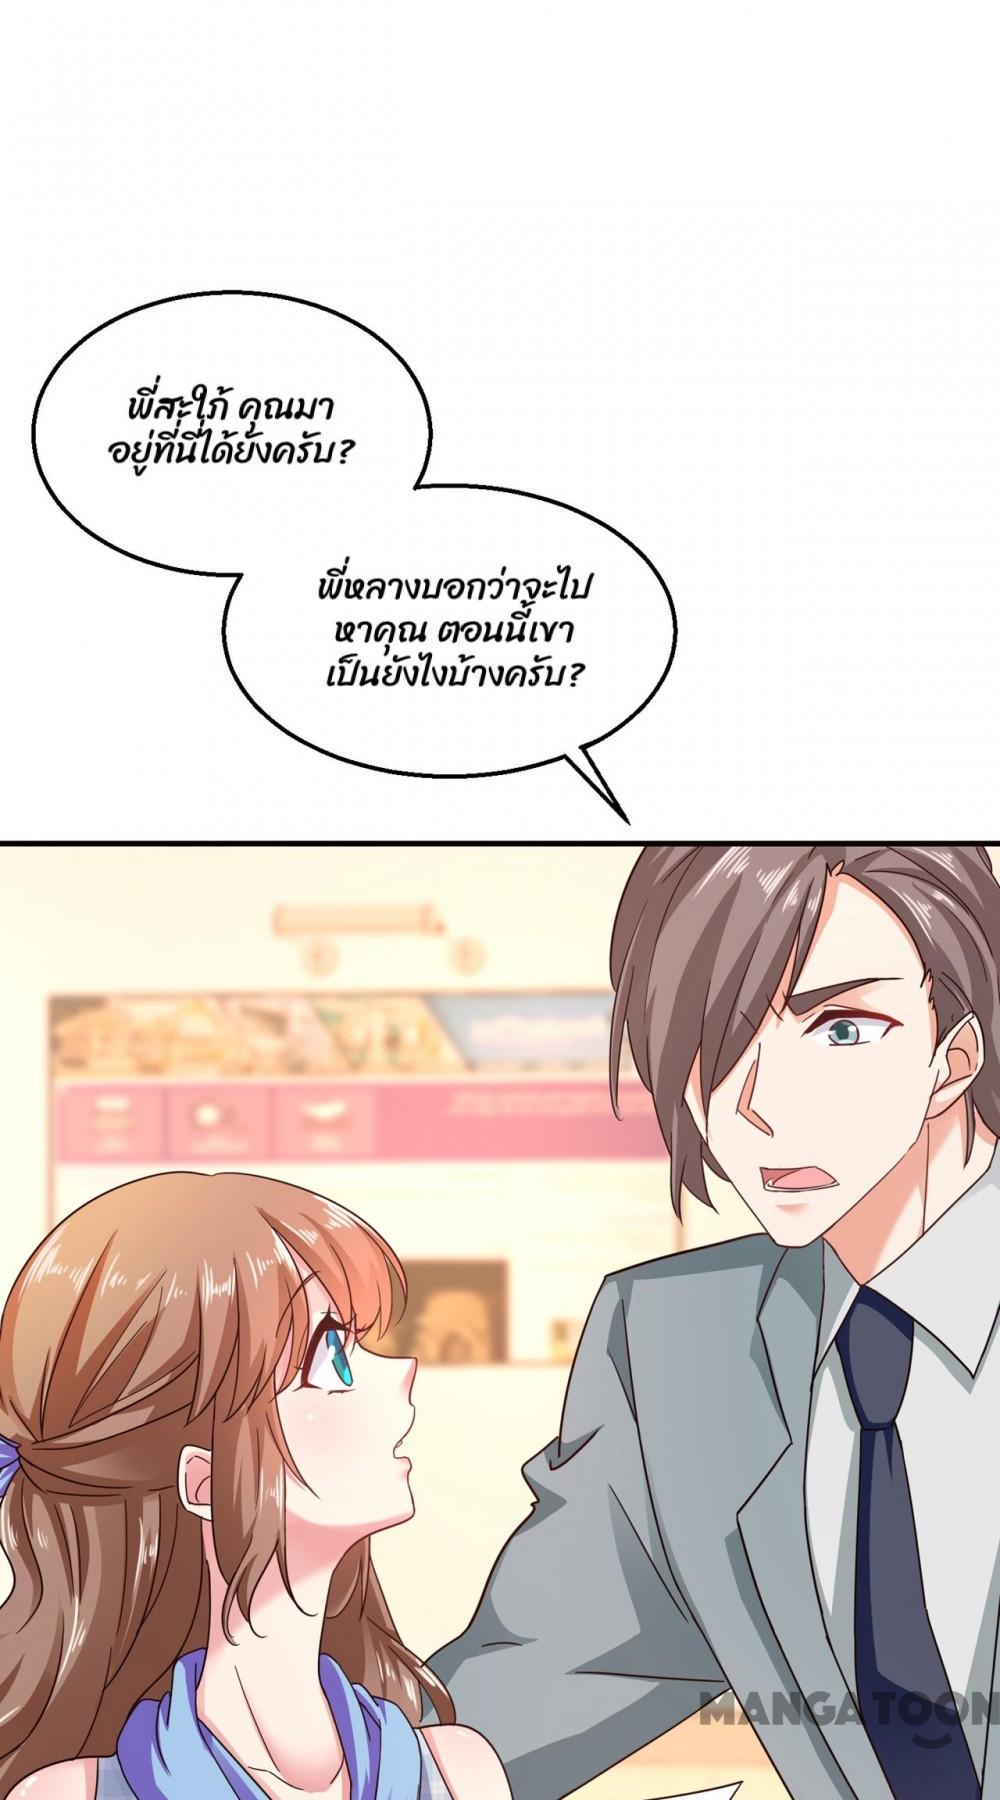 พี่สะใภ้ คุณมา
อยู่ที่นี่ได้ยังครับ?
พี่หลางบอกว่าจะไป
หาคุณ ตอนนี้เขา
เป็นยังไงบ้างครับ?
MANGA TOON